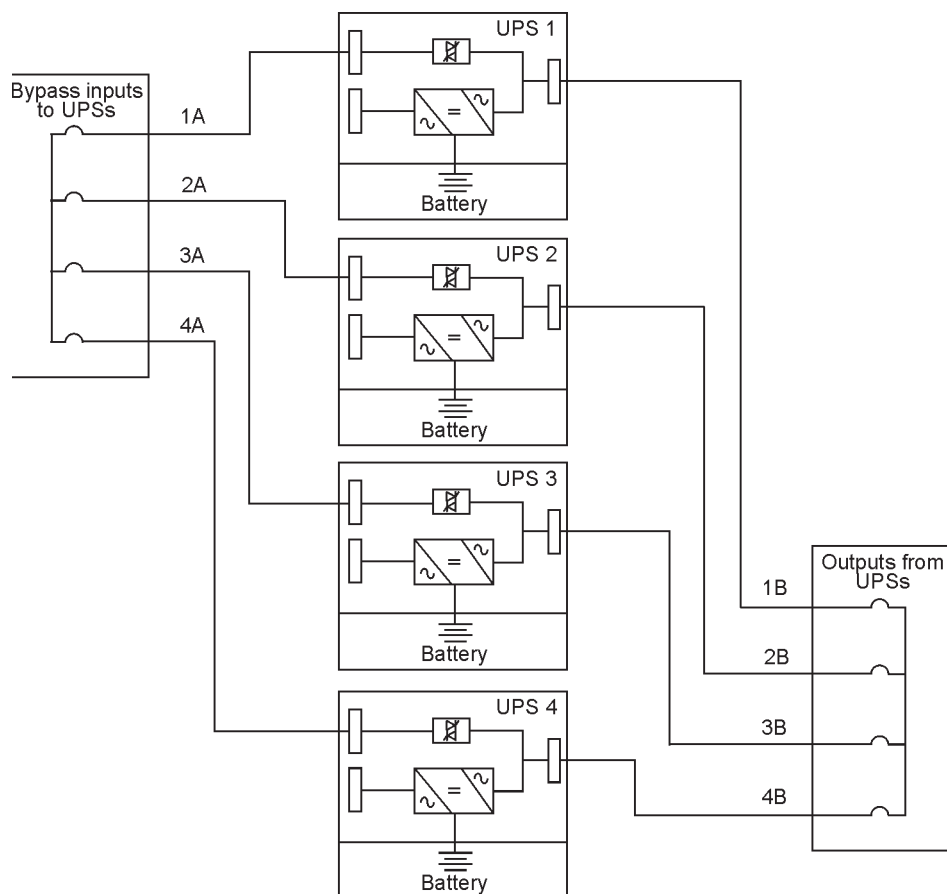 UPS 1
Bypass inputs
to UPSs
1A
Battery
2A
UPS 2
3A
4A
Battery
UPS 3
Outputs from
UPSs
1B
Battery
2B
UPS 4
3B
4B
Battery